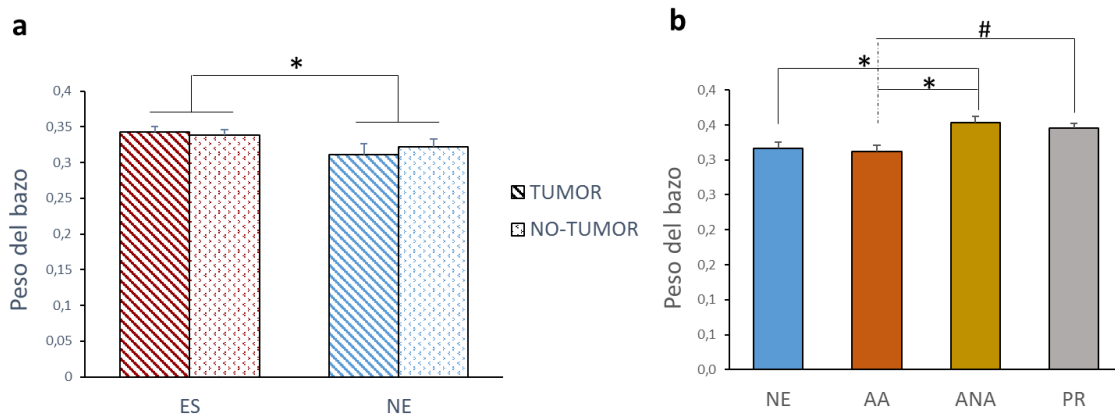 a
*
0,4
0,35
0,3
0,25
0,2
0,15
0,1
0,05
0
Peso del bazo
ES
NE
TUMOR
NO-TUMOR
b
#
*
*
0,4
0,4
0,3
0,3
0,2
0,2
0,1
0,1
0,0
Peso del bazo
NE
AA
ANA
PR